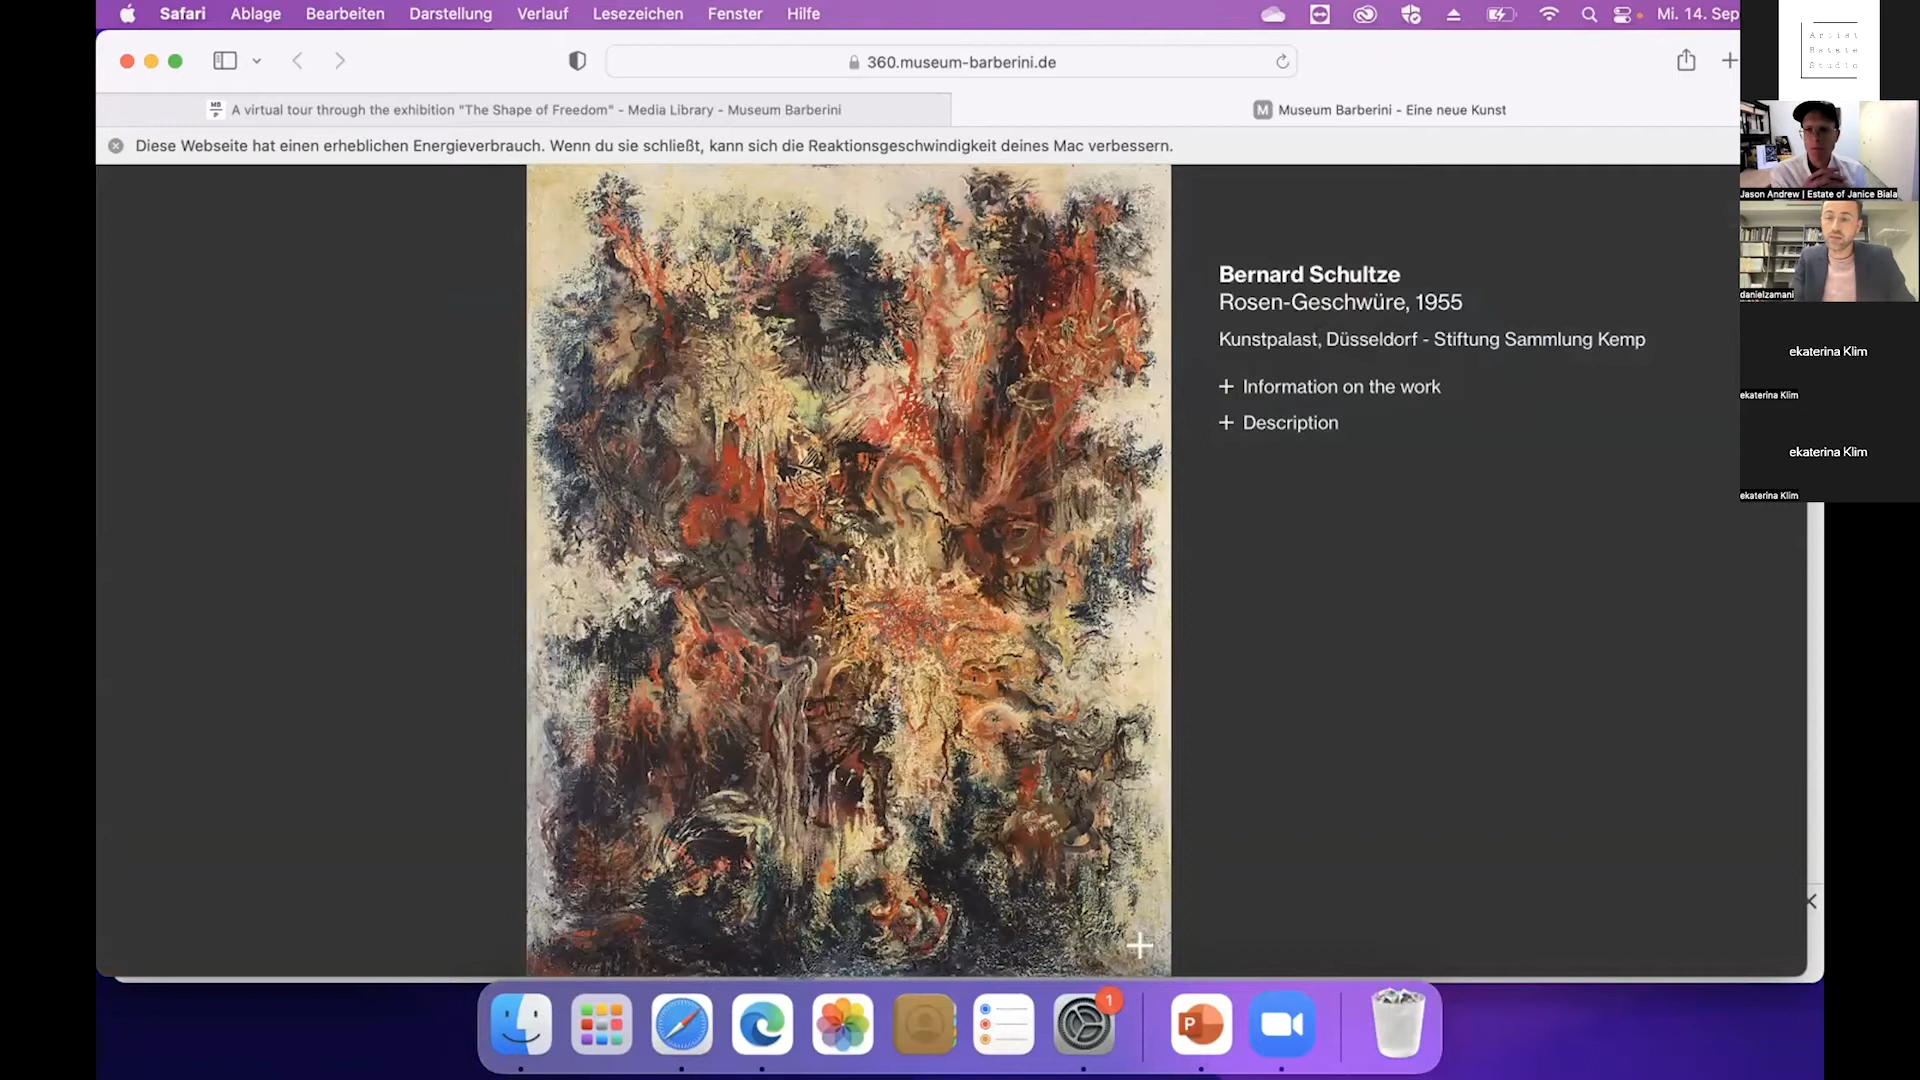 Safari Ablage Bearbeiten Darstellung Verlauf Lesezeichen Fenster Hilfe Mi. 14. Sep
360.museum-barberini.de
A virtual tour through the exhibition "The Shape of Freedom" - Media Library - Museum Barberini
M Museum Barberini - Eine neue Kunst
Diese Webseite hat einen erheblichen Energieverbrauch. Wenn du sie schließt, kann sich die Reaktionsgeschwindigkeit deines Mac verbessern.
Bernard Schultze
Rosen-Geschwüre, 1955
Kunstpalast, Düsseldorf - Stiftung Sammlung Kemp
+ Information on the work
+ Description
Artist
Estate
Studio
Jason Andrew | Estate of Janice Biala
danielzamani
ekaterina Klim
ekaterina Klim
ekaterina Klim
ekaterina Klim
1
P